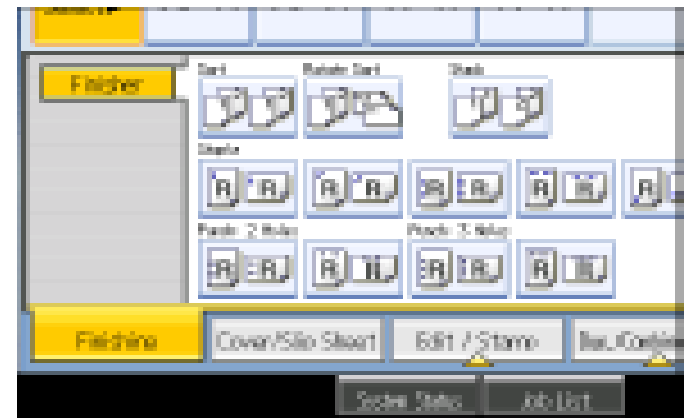 Finisher
Sort Rotate Sort Stack
Staple
Punch 2 Holes Punch 3 Holes
Finishing Cover/Slip Sheet Edit / Stamp
System Status Job List